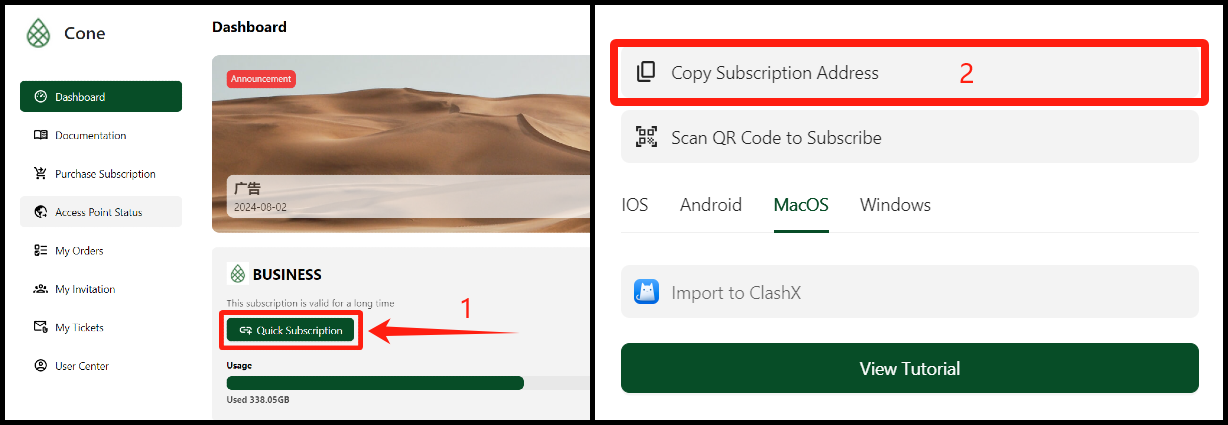 Cone
Dashboard
Documentation
Purchase Subscription
Access Point Status
My Orders
My Invitation
My Tickets
User Center
Dashboard
Announcement
广告
2024-08-02
BUSINESS
This subscription is valid for a long time
Quick Subscription
1
Usage
Used 338.05GB
Copy Subscription Address
2
Scan QR Code to Subscribe
IOS Android MacOS Windows
Import to ClashX
View Tutorial